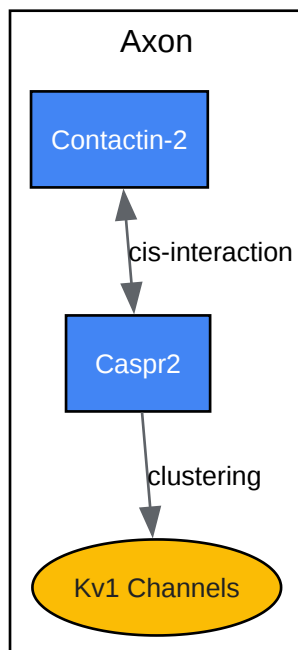 Axon
Contactin-2
cis-interaction
Caspr2
clustering
Kv1 Channels